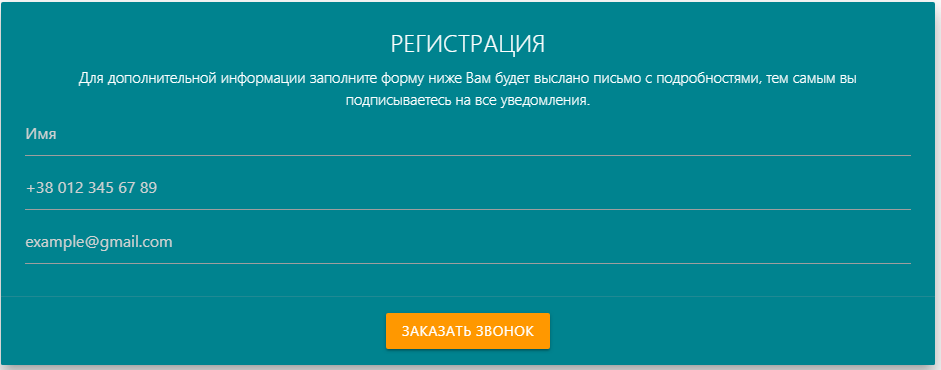 РЕГИСТРАЦИЯ
Для дополнительной информации заполните форму ниже Вам будет выслано письмо с подробностями, тем самым вы
подписываетесь на все уведомления.
Имя
+38 012 345 67 89
example@gmail.com
ЗАКАЗАТЬ ЗВОНОК